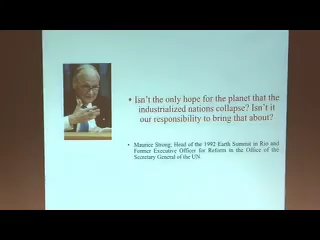 • Isn't the only hope for the planet that the
industrialized nations collapse? Isn't it
our responsibility to bring that about?
• Maurice Strong: Head of the 1992 Earth Summit in Rio and
Former Executive Officer for Reform in the Office of the
Secretary General of the UN.